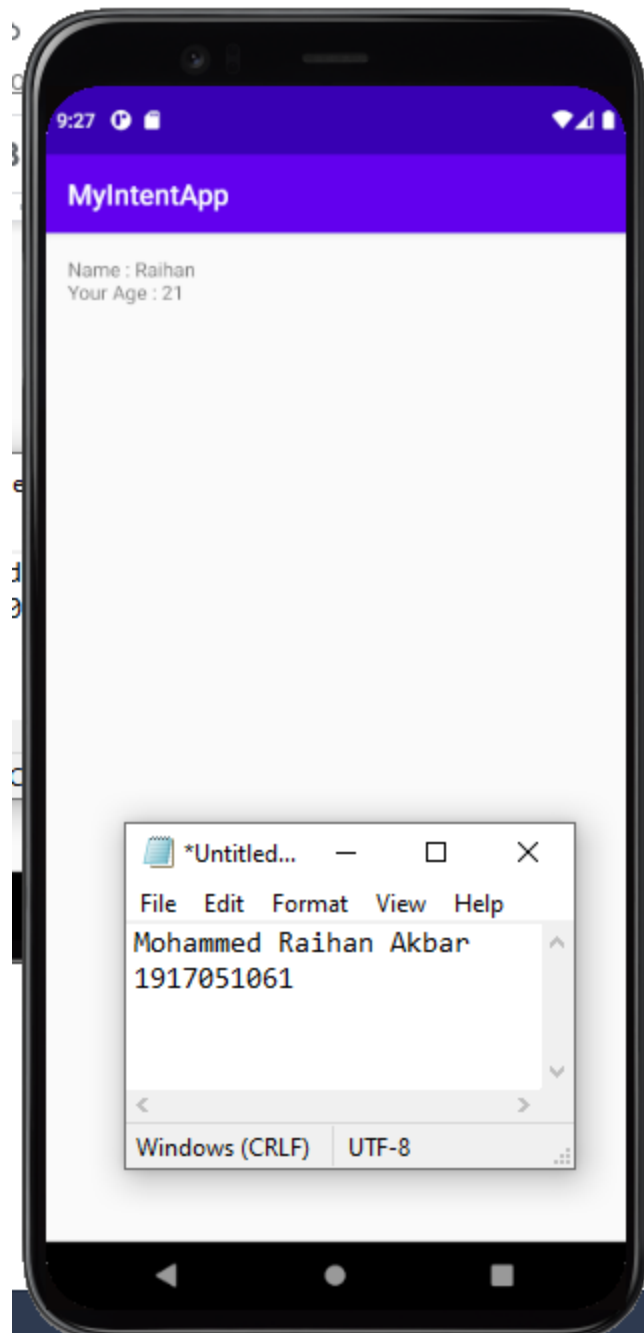 9:27
MyIntentApp
Name : Raihan
Your Age : 21
*Untitled...
File Edit Format View Help
Mohammed Raihan Akbar
1917051061
Windows (CRLF) UTF-8